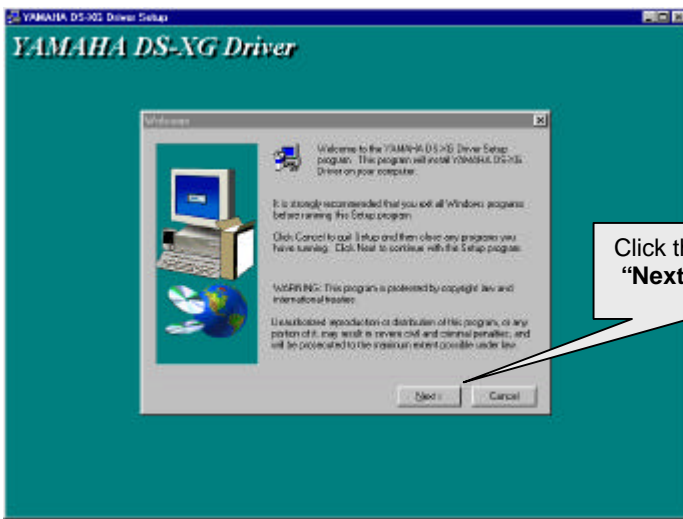 YAMAHA DS-XG Driver Setup
YAMAHA DS-XG Driver
Welcome
Welcome to the YAMAHA DS-XG Driver Setup
program. This program will install YAMAHA DS-XG
Driver on your computer.
It is strongly recommended that you exit all Windows programs
before running this Setup program.
Click Cancel to quit Setup and then close any programs you
have running. Click Next to continue with the Setup program.
WARNING: This program is protected by copyright law and
international treaties.
Unauthorized reproduction or distribution of this program, or any
portion of it, may result in severe civil and criminal penalties, and
will be prosecuted to the maximum extent possible under law.
Next >
Cancel
Click th
“Next